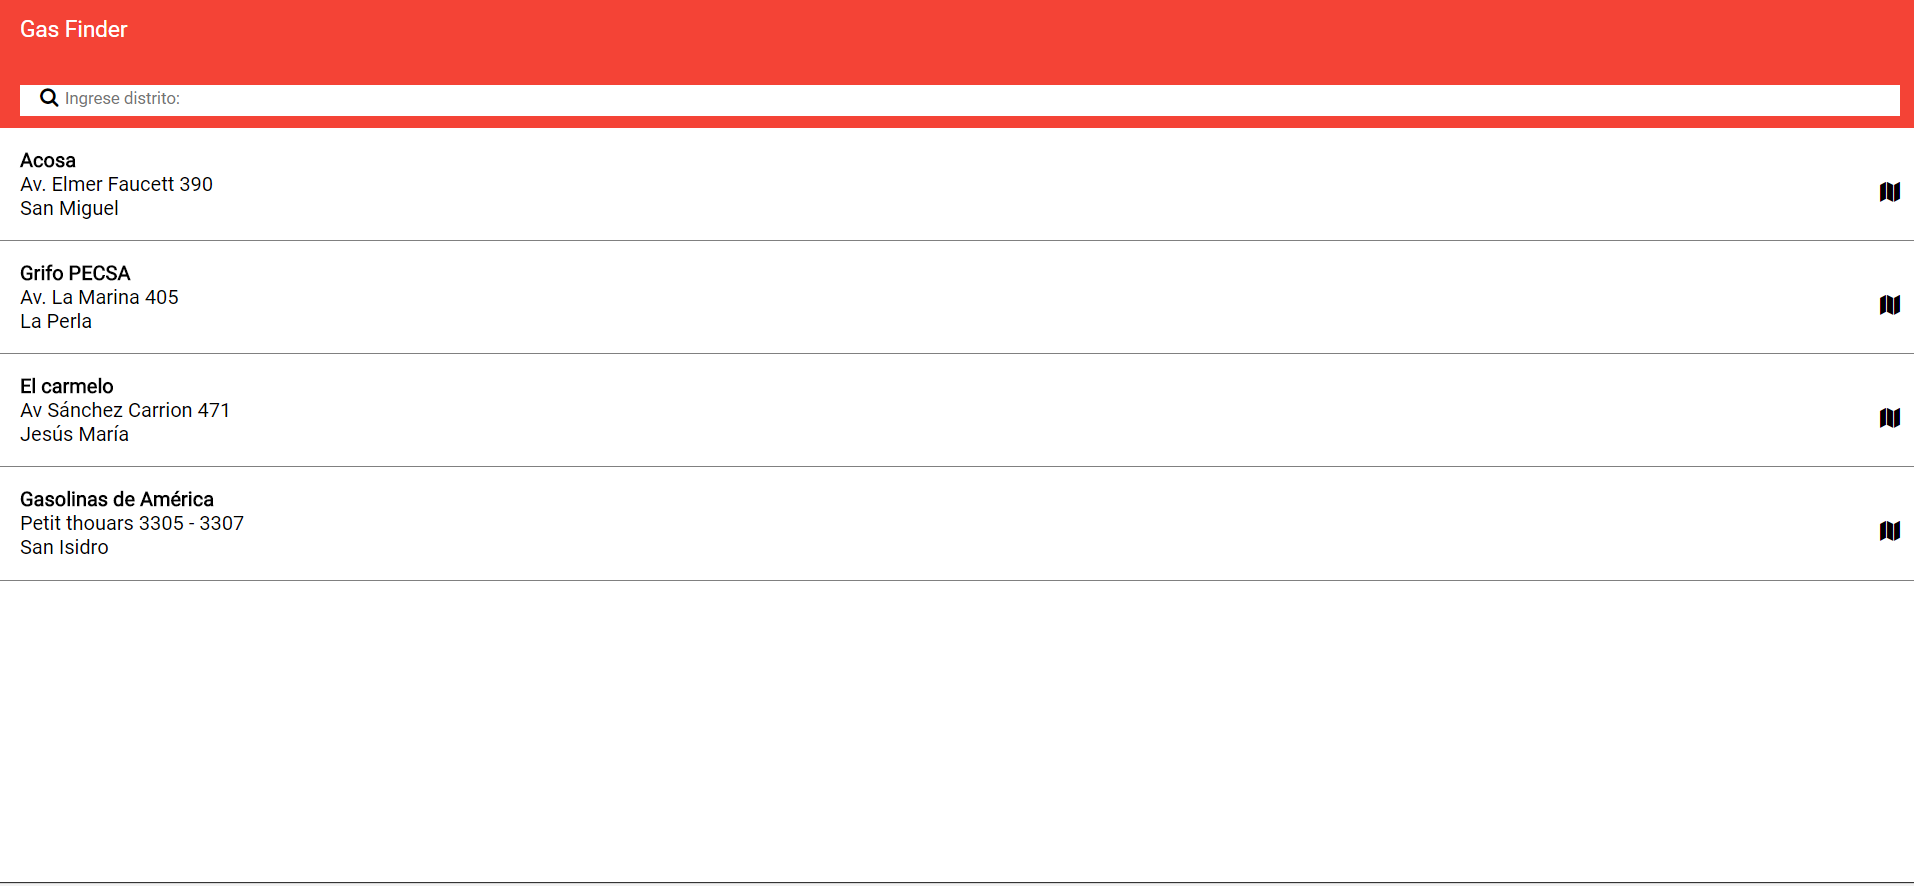 Gas Finder
Ingrese distrito:
Acosa
Av. Elmer Faucett 390
San Miguel
Grifo PECSA
Av. La Marina 405
La Perla
El carmelo
Av Sánchez Carrion 471
Jesús María
Gasolinas de América
Petit thouars 3305 - 3307
San Isidro